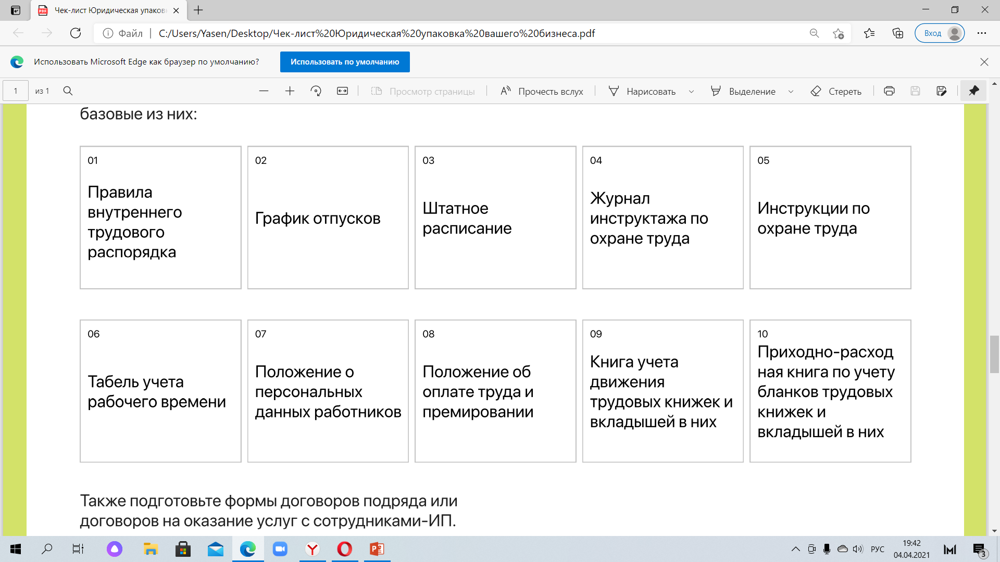 Чек-лист Юридическая упаковк
Файл
C:/Users/Yasen/Desktop/Чек-лист%20Юридическая%20упаковка%20вашего%20бизнеса.pdf
Вход
Использовать Microsoft Edge как браузер по умолчанию?
Использовать по умолчанию
1
из 1
Просмотр страницы
Прочесть вслух
Нарисовать
Выделение
Стереть
базовые из них:
01
Правила
внутреннего
трудового
распорядка
02
График отпусков
03
Штатное
расписание
04
Журнал
инструктажа по
охране труда
05
Инструкции по
охране труда
06
Табель учета
рабочего времени
07
Положение о
персональных
данных работников
08
Положение об
оплате труда и
премировании
09
Книга учета
движения
трудовых книжек и
вкладышей в них
10
Приходно-расход
ная книга по учету
бланков трудовых
книжек и
вкладышей в них
Также подготовьте формы договоров подряда или
договоров на оказание услуг с сотрудниками-ИП.
РУС
19:42
04.04.2021
3